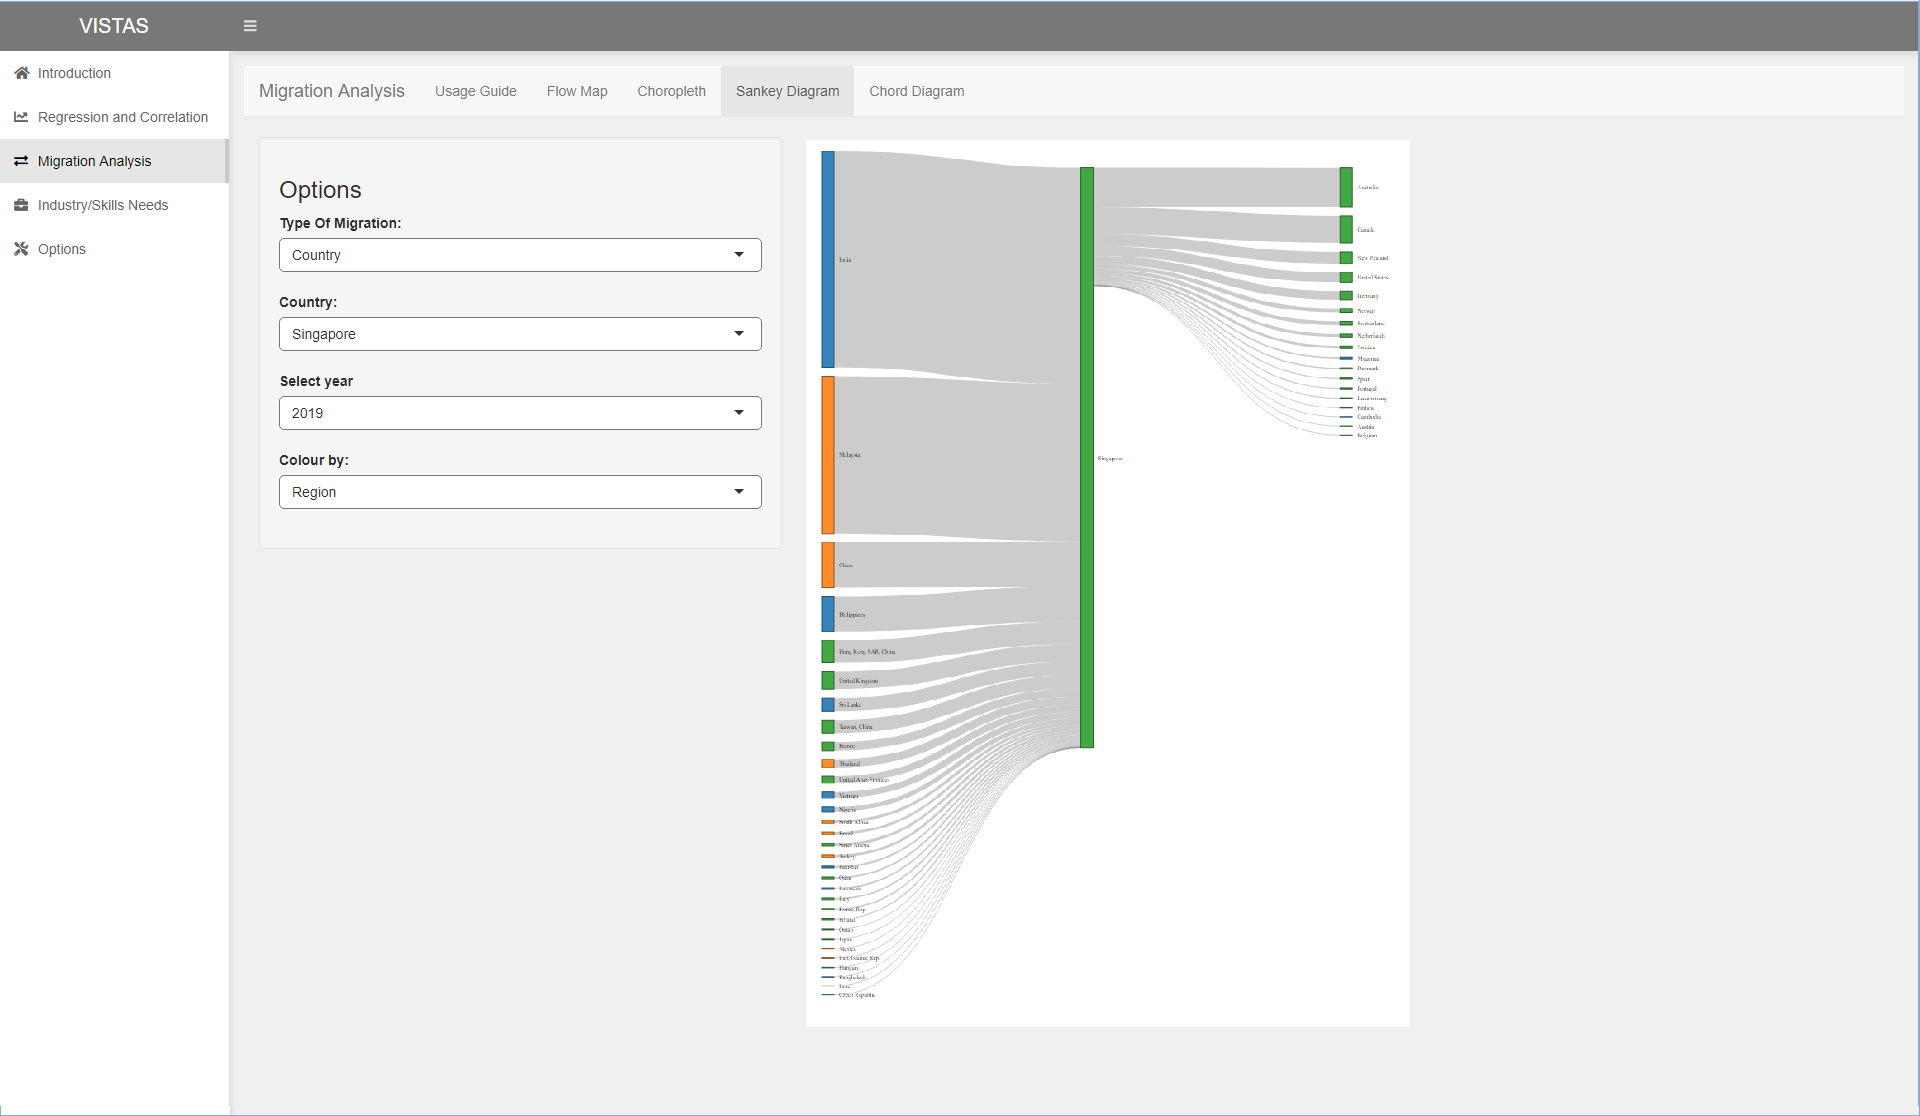 VISTAS
Introduction
Regression and Correlation
Migration Analysis
Industry/Skills Needs
Options
Migration Analysis
Usage Guide
Flow Map
Choropleth
Sankey Diagram
Chord Diagram
Options
Type Of Migration:
Country
Country:
Singapore
Select year
2019
Colour by:
Region
India
Malaysia
China
Philippines
Hong Kong SAR, China
United Kingdom
Sri Lanka
Taiwan, China
France
Thailand
United Arab Emirates
Vietnam
Nigeria
South Africa
Brazil
Saudi Arabia
Turkey
Pakistan
Qatar
Italy
Korea, Rep.
Oman
Japan
Mexico
Iran, Islamic Rep.
Hungary
Bangladesh
Czech Republic
Singapore
Australia
Canada
New Zealand
United States
Germany
Norway
Switzerland
Netherlands
Sweden
Myanmar
Denmark
Spain
Portugal
Luxembourg
Finland
Cambodia
Austria
Belgium